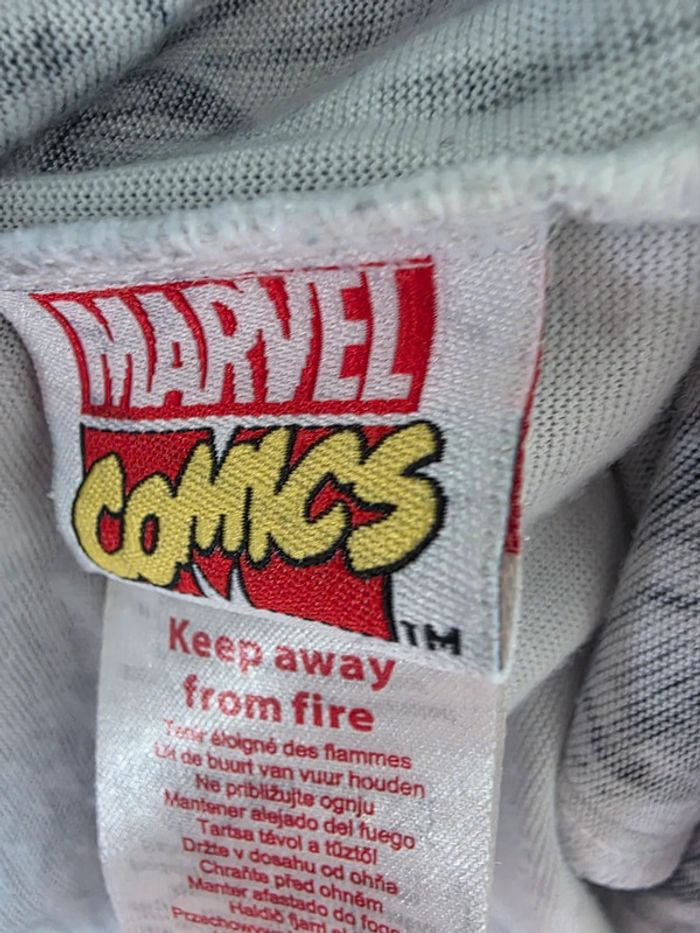 MARVEL
COMICS
TM
Keep away
from fire
Tenir éloigné des flammes
Uit de buurt van vuur houden
Ne približujte ognju
Mantener alejado del fuego
Tartsa távol a tűztől
Držte v dosahu od ohňa
Chraňte před ohněm
Manter afastado do fogo
Haldið fjarri